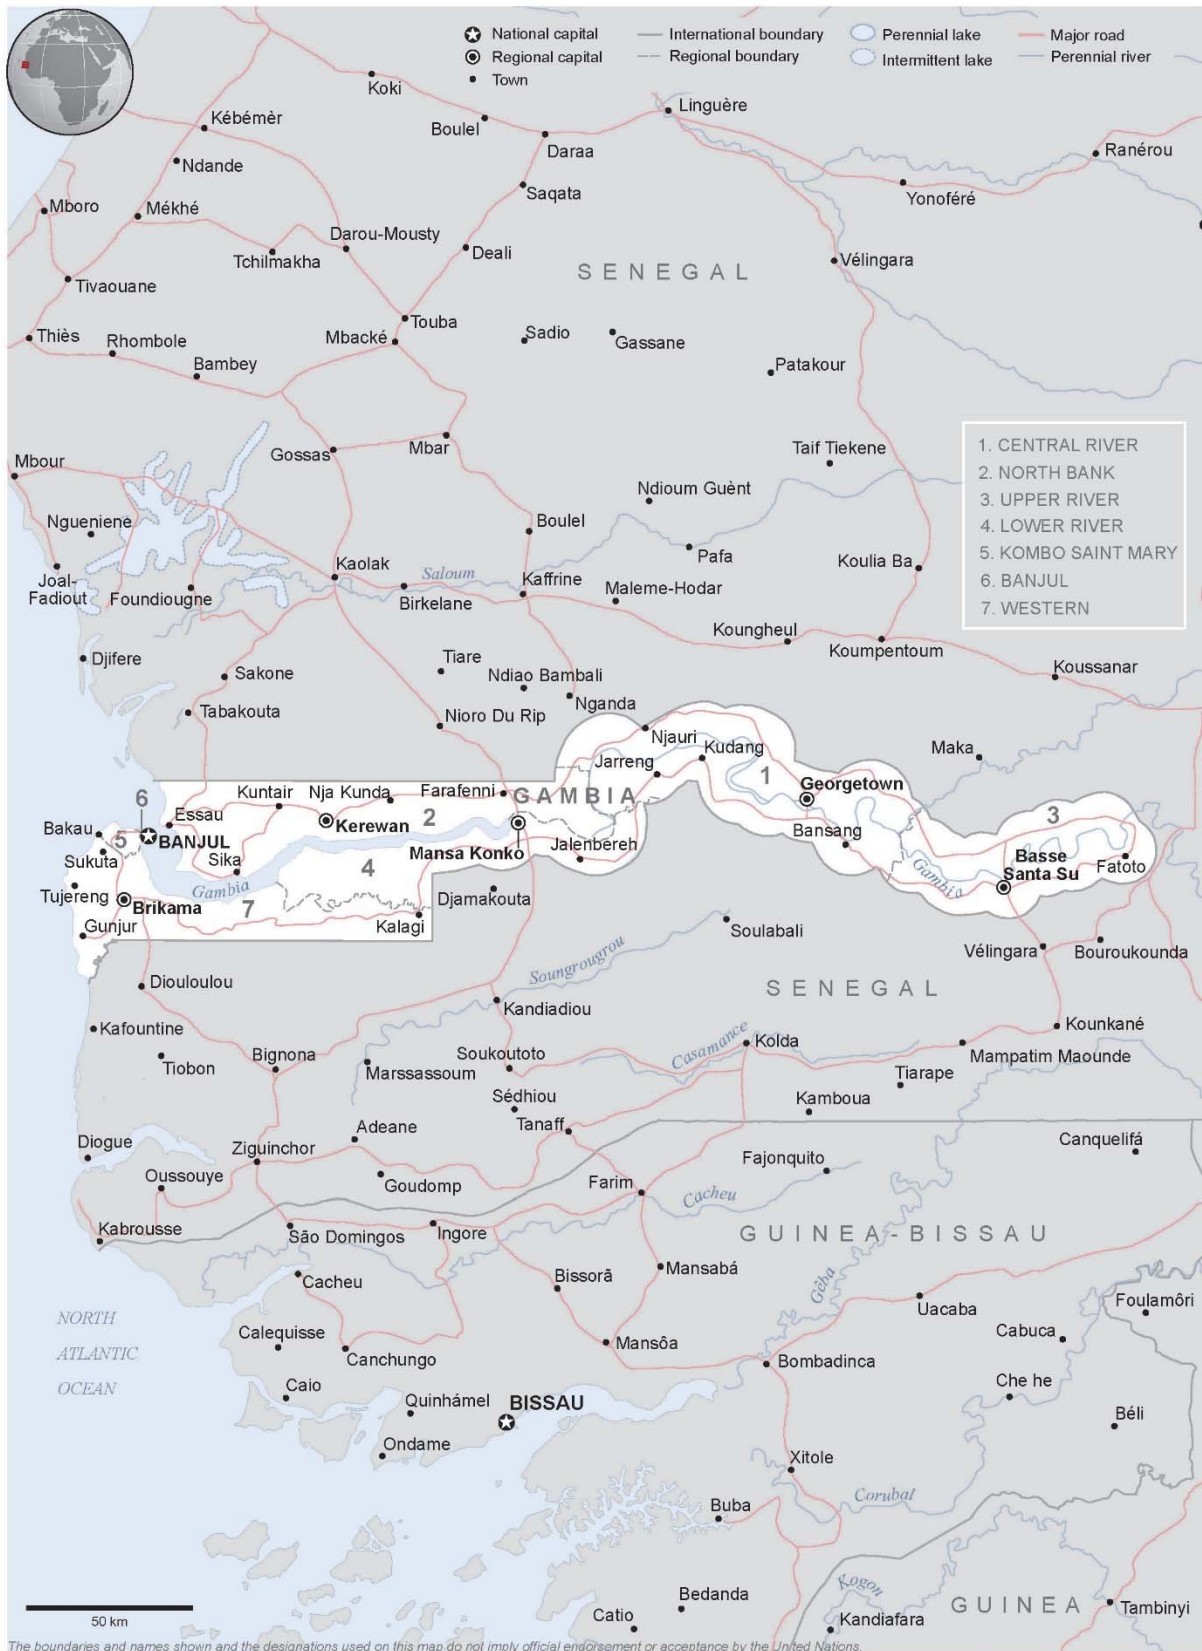 National capital
Regional capital
Town
International boundary
Regional boundary
Perennial lake
Intermittent lake
Major road
Perennial river
Koki
Linguère
Kébémèr
Boulel
Daraa
Ndande
Ranérou
Saqata
Yonoféré
Mboro
Mékhé
Darou-Mousty
Tchilmakha
Deali
SENEGAL
Vélingara
Tivaouane
Touba
Thiès
Rhombole
Mbacké
Sadio
Gassane
Bambey
Patakour
1. CENTRAL RIVER
2. NORTH BANK
3. UPPER RIVER
4. LOWER RIVER
5. KOMBO SAINT MARY
6. BANJUL
7. WESTERN
Mbour
Gossas
Mbar
Taif Tiekene
Ndioum Guènt
Ngueniene
Boulel
Pafa
Koulia Ba
Joal-
Fadiout
Foundiougne
Kaolak
Saloum
Birkelane
Kaffrine
Maleme-Hodar
Koungheul
Koumpentoum
Djifere
Sakone
Tiare
Ndiao Bambali
Koussanar
Tabakouta
Nioro Du Rip
Nganda
Njauri
Kudang
Maka
Jarreng
1
Georgetown
6
Essau
Kuntair
Nja Kunda
Farafenni
GAMBIA
2
3
Bakau
5
BANJUL
Kerewan
Mansa Konko
Jalenbereh
Bansang
Sukuta
Sika
4
Basse
Santa Su
Fatoto
Tujereng
Gambia
Gambia
Brikama
7
Djamakouta
Gunjur
Kalagi
Soulabali
Vélingara
Bouroukounda
Diouloulou
Soungrougrou
SENEGAL
Kandiadiou
Kafountine
Kounkané
Tiobon
Bignona
Marssassoum
Soukoutoto
Casamance
Kolda
Mampatim Maounde
Tiarape
Sédhiou
Kamboua
Tanaff
Adeane
Diogue
Ziguinchor
Canquelifá
Oussouye
Goudomp
Fajonquito
Farim
Cacheu
Kabrousse
São Domingos
Ingore
GUINEA-BISSAU
Cacheu
Bissorã
Mansabá
Gêba
Uacaba
Foulamôri
NORTH
ATLANTIC
OCEAN
Calequisse
Canchungo
Mansôa
Bombadinca
Cabuca
Caio
Che he
Quinhámel
BISSAU
Béli
Ondame
Xitole
Corubal
Buba
Kogon
GUINEA
Bedanda
Tambinyi
Catio
Kandiafara
50 km
The boundaries and names shown and the designations used on this map do not imply official endorsement or acceptance by the United Nations.